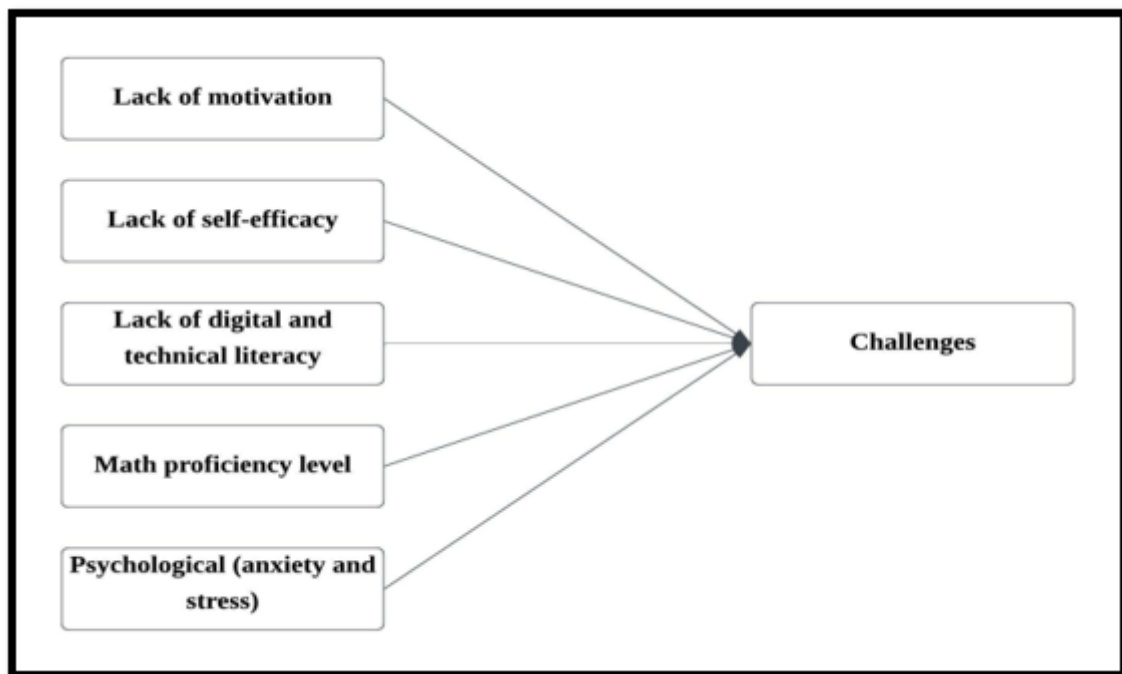 Lack of motivation
Lack of self-efficacy
Lack of digital and
technical literacy
Math proficiency level
Psychological (anxiety and
stress)
Challenges